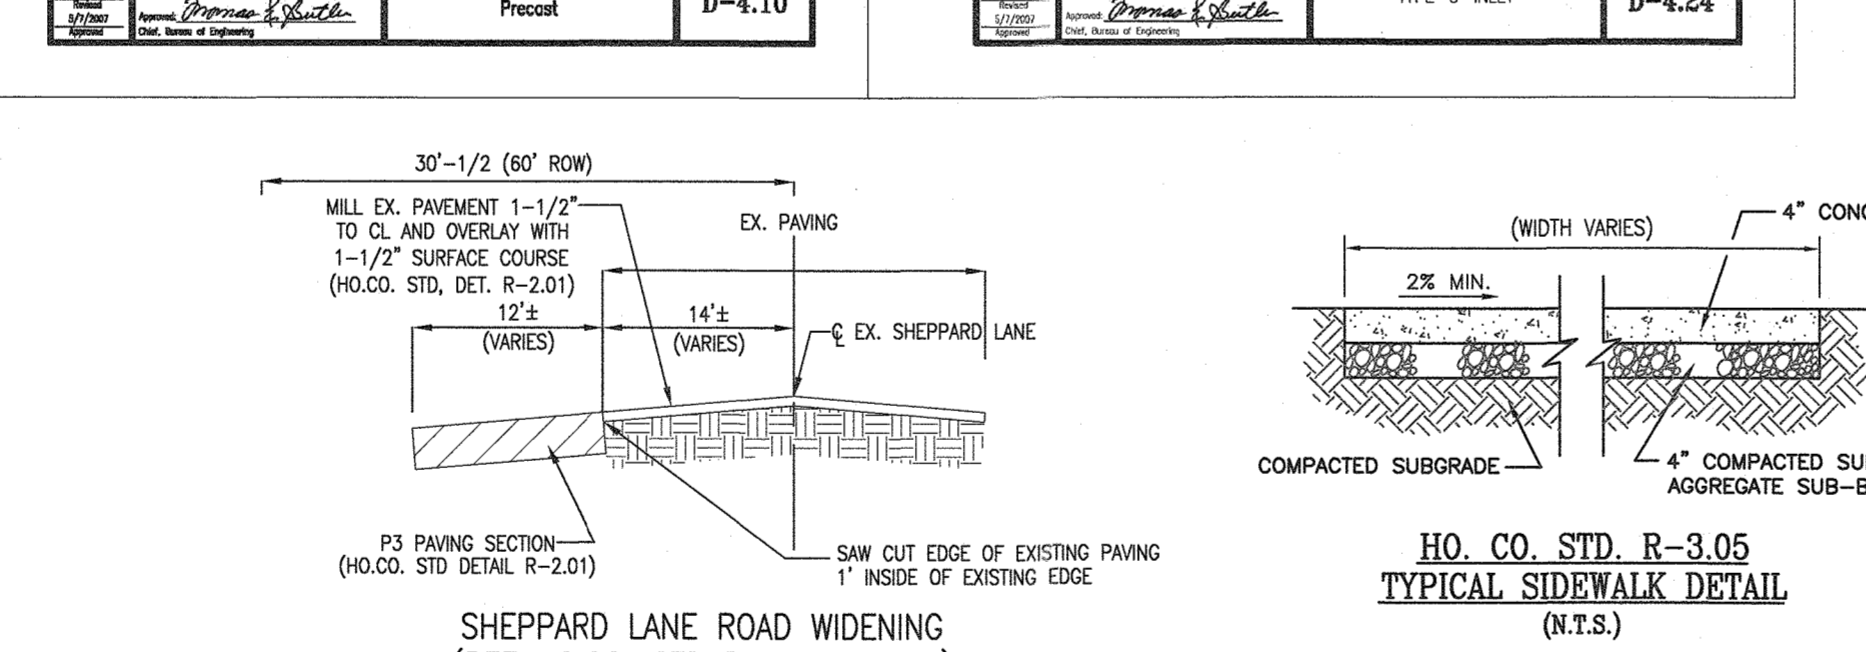 Revised
5/7/2007
Approved
Approved: Thomas E. Butler
Chief, Bureau of Engineering
Precast
D-4.10
Revised
5/7/2007
Approved
Approved: Thomas E. Butler
Chief, Bureau of Engineering
INLET
D-4.24
30'-1/2 (60' ROW)
MILL EX. PAVEMENT 1-1/2"
TO CL AND OVERLAY WITH
1-1/2" SURFACE COURSE
(HO.CO. STD, DET. R-2.01)
EX. PAVING
12'±
(VARIES)
14'±
(VARIES)
℄ EX. SHEPPARD LANE
P3 PAVING SECTION
(HO.CO. STD DETAIL R-2.01)
SAW CUT EDGE OF EXISTING PAVING
1' INSIDE OF EXISTING EDGE
SHEPPARD LANE ROAD WIDENING
(WIDTH VARIES)
4" CONC
2% MIN.
COMPACTED SUBGRADE
4" COMPACTED SU
AGGREGATE SUB-B
HO. CO. STD. R-3.05
TYPICAL SIDEWALK DETAIL
(N.T.S.)